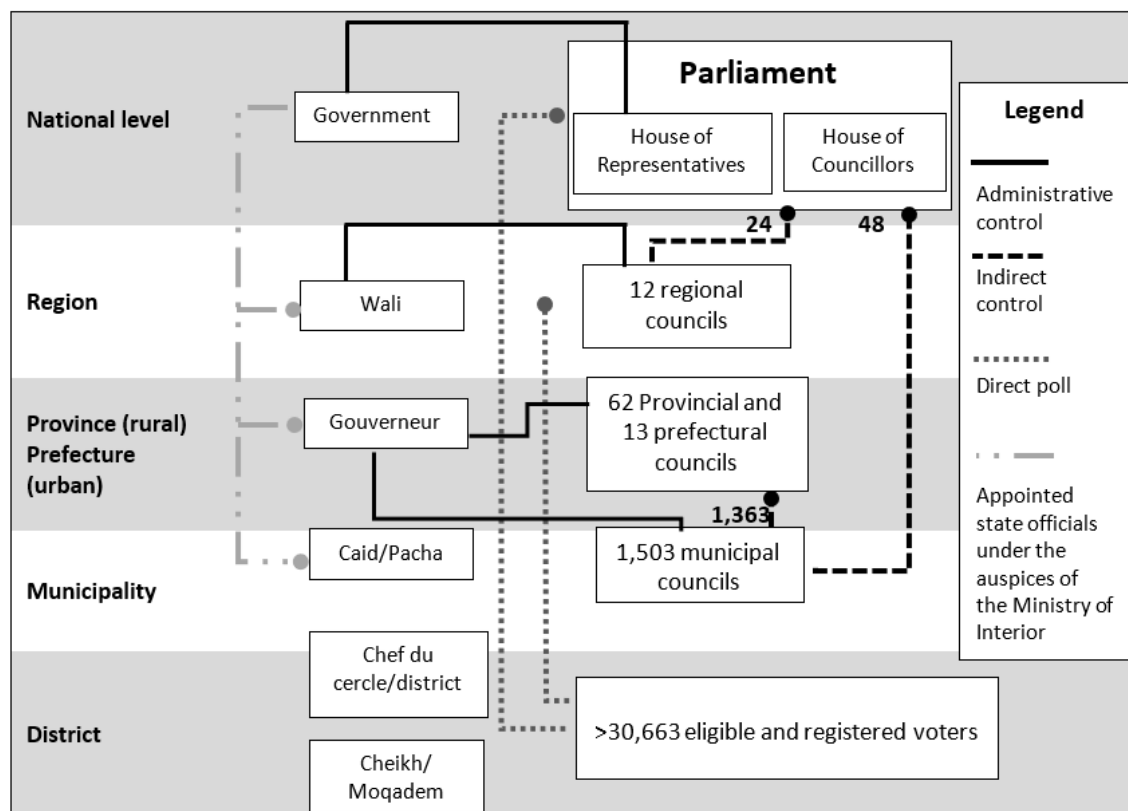 National level
Government
Parliament
House of
Representatives
House of
Councillors
24
48
Region
Wali
12 regional
councils
Province (rural)
Prefecture
(urban)
Gouverneur
62 Provincial and
13 prefectural
councils
1,363
Municipality
Caid/Pacha
1,503 municipal
councils
District
Chef du
cercle/district
Cheikh/
Moqadem
>30,663 eligible and registered voters
Legend
Administrative
control
Indirect
control
Direct poll
Appointed
state officials
under the
auspices of
the Ministry of
Interior